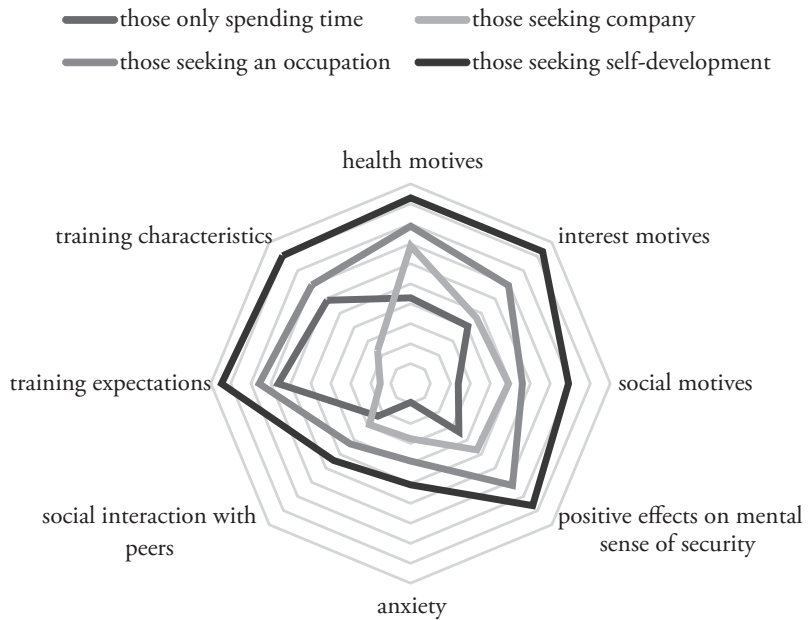 those only spending time
those seeking company
those seeking an occupation
those seeking self-development
health motives
training characteristics
interest motives
training expectations
social motives
social interaction with
peers
positive effects on mental
sense of security
anxiety